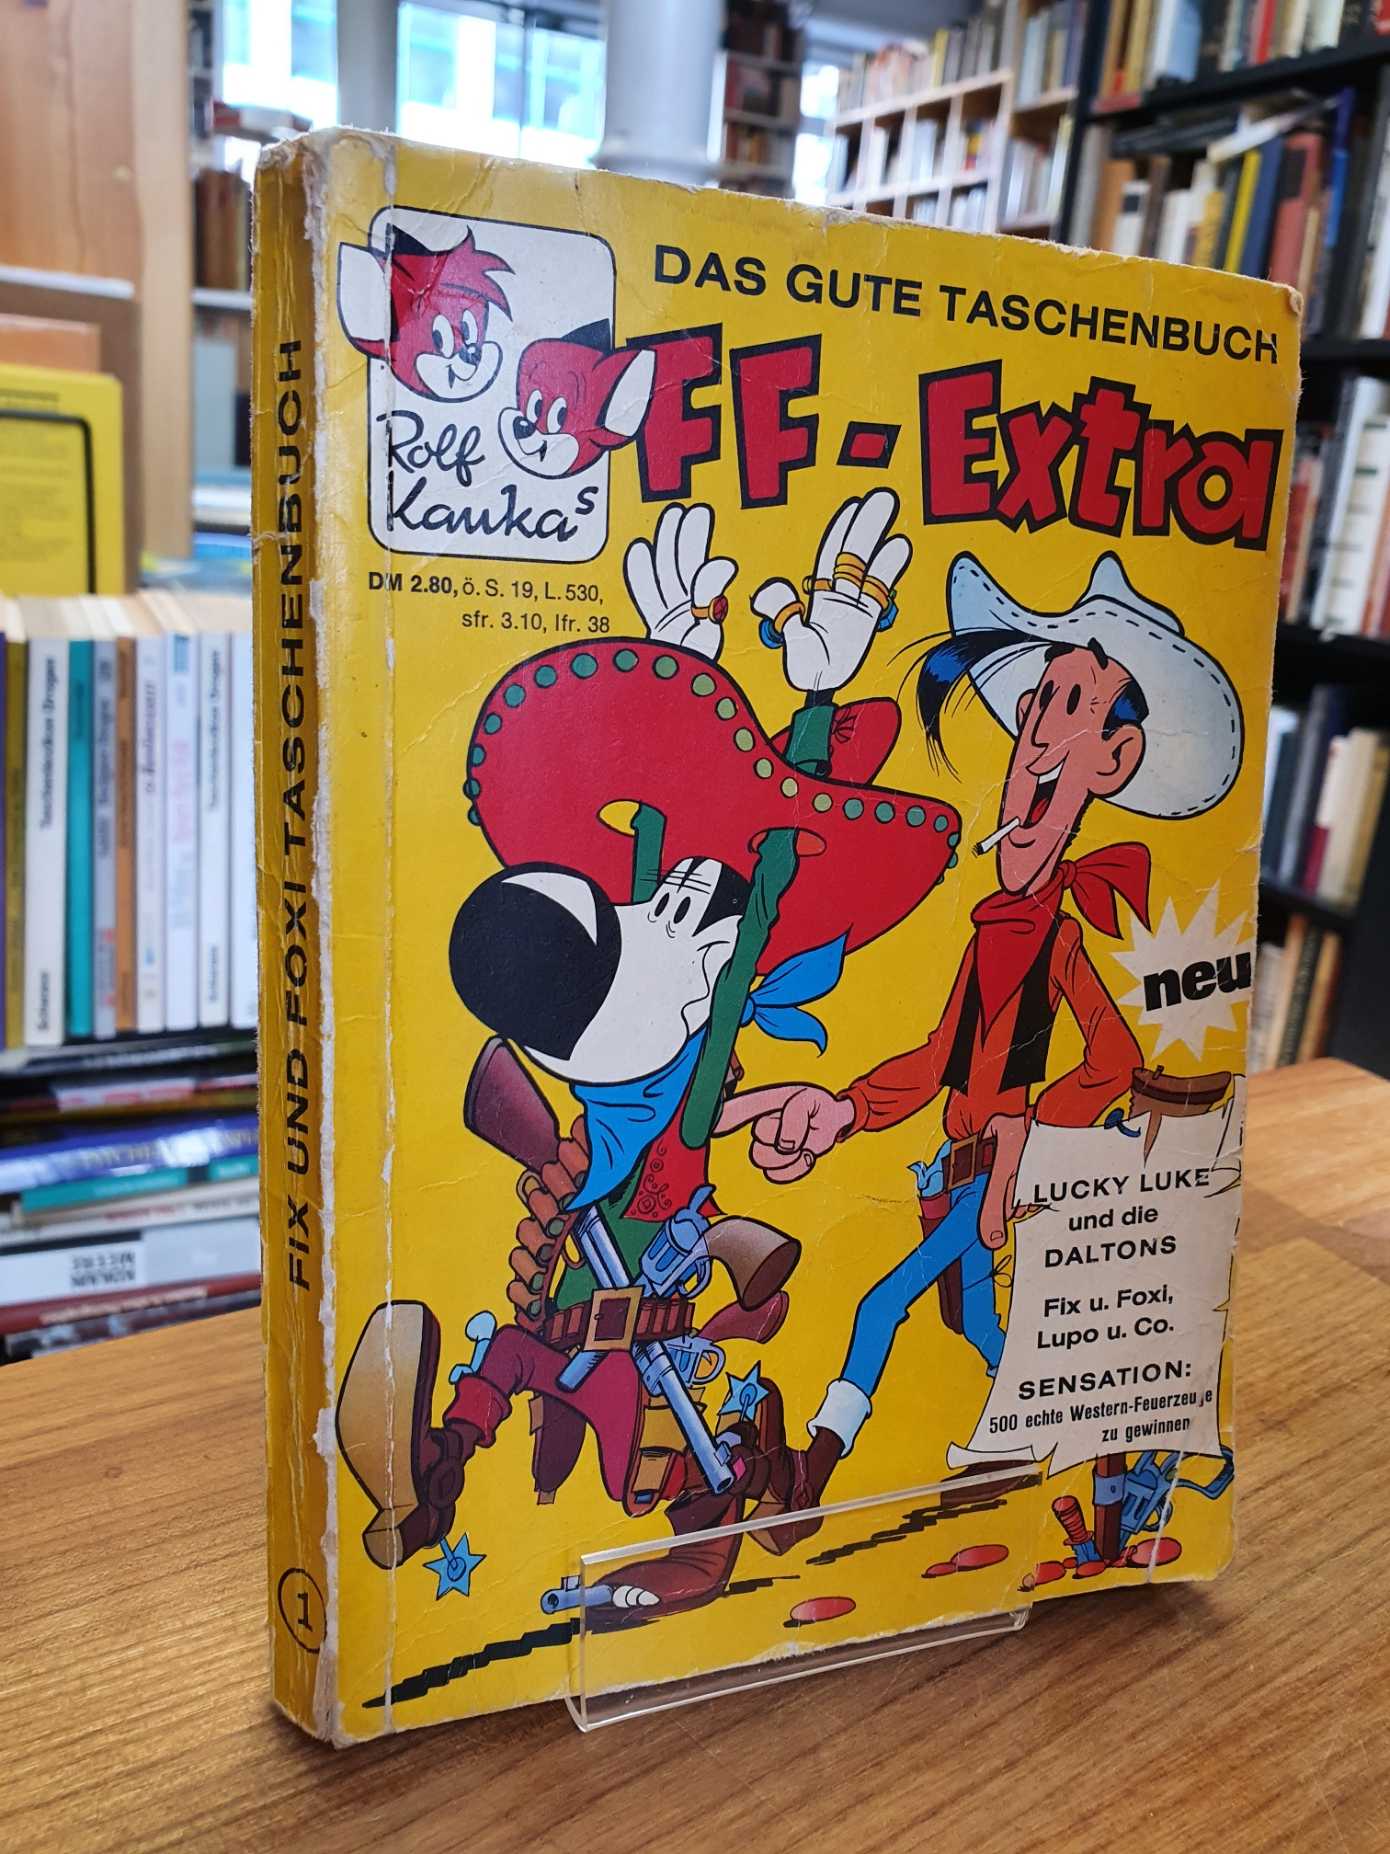 DAS GUTE TASCHENBUCH
FF-Extra
Rolf
Kauka's
DM 2.80, ö. S. 19, L. 530,
sfr. 3.10, lfr. 38
neu
LUCKY LUKE
und die
DALTONS
Fix u. Foxi,
Lupo u. Co.
SENSATION:
500 echte Western-Feuerzeuge
zu gewinnen
FIX UND FOXI TASCHENBUCH
1